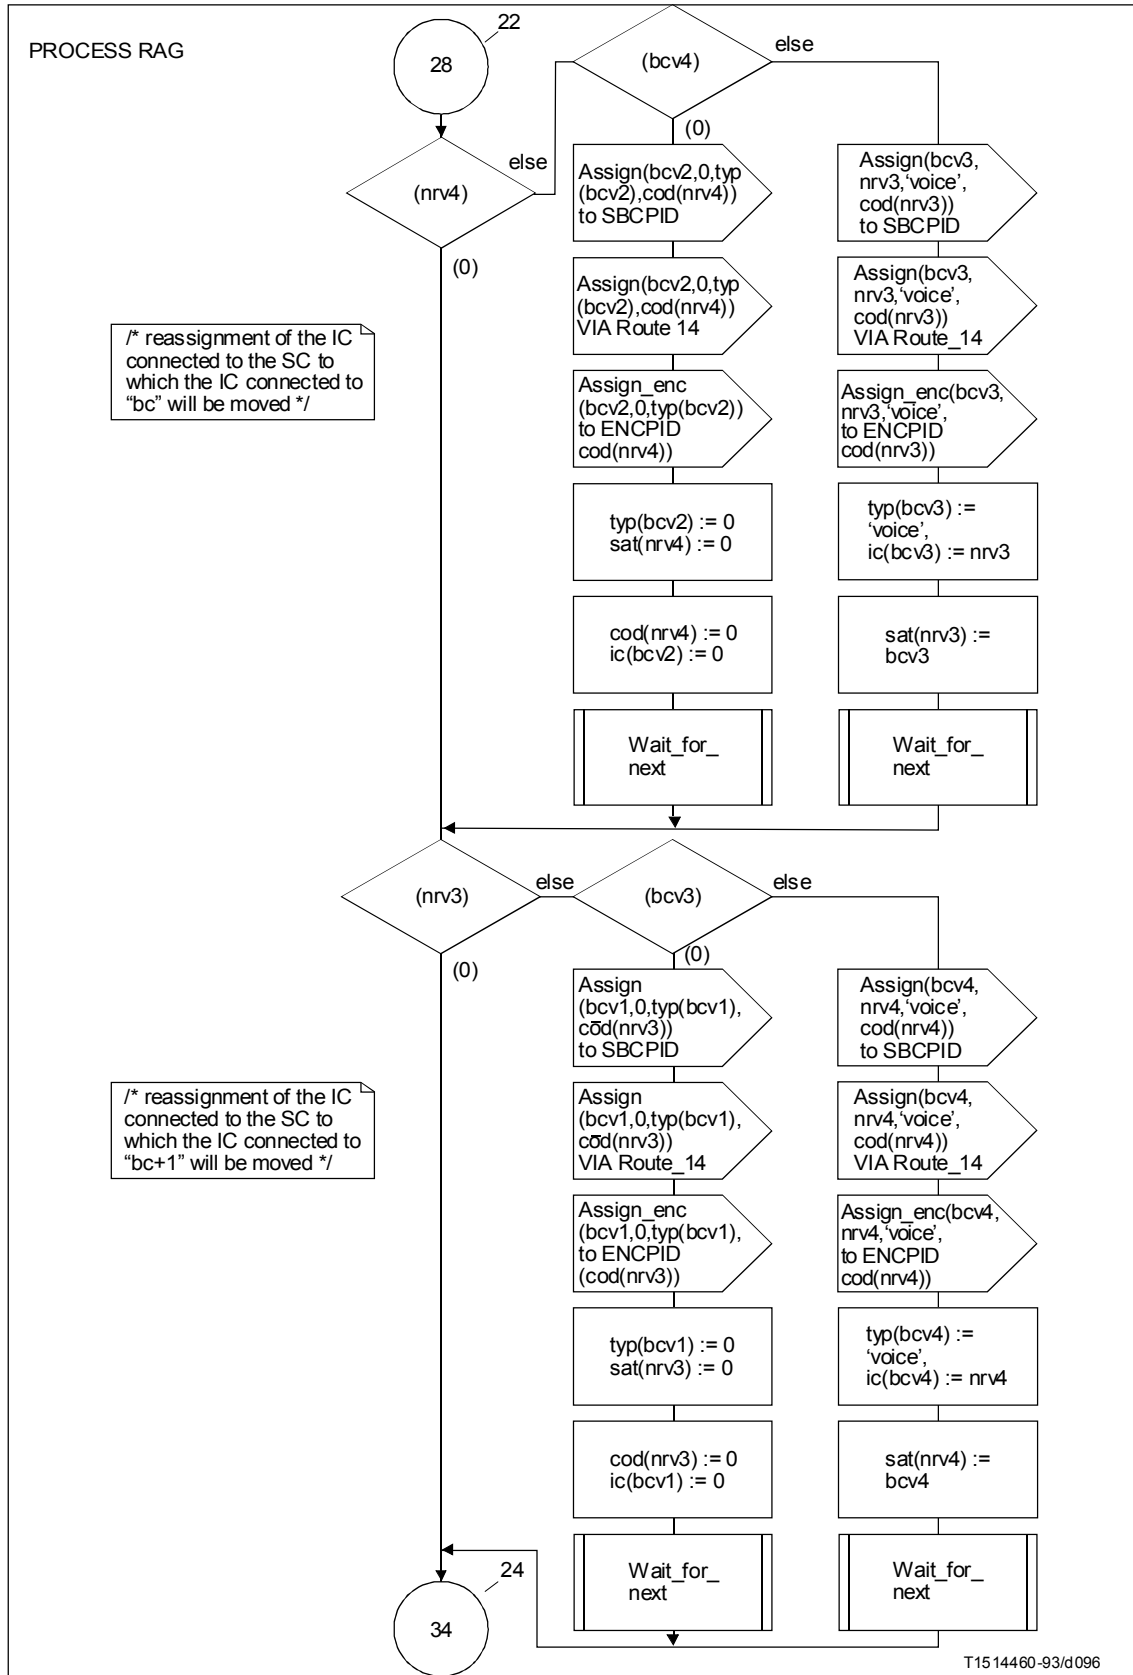 PROCESS RAG
22
28
(nrv4)
else
(0)
(bcv4)
else
(0)
Assign(bcv2,0,typ
(bcv2),cod(nrv4))
to SBCPID
Assign(bcv3,
nrv3,‘voice’,
cod(nrv3))
to SBCPID
Assign(bcv2,0,typ
(bcv2),cod(nrv4))
VIA Route 14
Assign(bcv3,
nrv3,‘voice’,
cod(nrv3))
VIA Route_14
/* reassignment of the IC
connected to the SC to
which the IC connected to
“bc” will be moved */
Assign_enc
(bcv2,0,typ(bcv2))
to ENCPID
cod(nrv4))
Assign_enc(bcv3,
nrv3,‘voice’,
to ENCPID
cod(nrv3))
typ(bcv2) := 0
sat(nrv4) := 0
typ(bcv3) :=
‘voice’,
ic(bcv3) := nrv3
cod(nrv4) := 0
ic(bcv2) := 0
sat(nrv3) :=
bcv3
Wait_for_
next
Wait_for_
next
(nrv3)
else
(0)
(bcv3)
else
(0)
Assign
(bcv1,0,typ(bcv1),
cod(nrv3))
to SBCPID
Assign(bcv4,
nrv4,‘voice’,
cod(nrv4))
to SBCPID
Assign
(bcv1,0,typ(bcv1),
cod(nrv3))
VIA Route_14
Assign(bcv4,
nrv4,‘voice’,
cod(nrv4))
VIA Route_14
/* reassignment of the IC
connected to the SC to
which the IC connected to
“bc+1” will be moved */
Assign_enc
(bcv1,0,typ(bcv1),
to ENCPID
(cod(nrv3))
Assign_enc(bcv4,
nrv4,‘voice’,
to ENCPID
cod(nrv4))
typ(bcv1) := 0
sat(nrv3) := 0
typ(bcv4) :=
‘voice’,
ic(bcv4) := nrv4
cod(nrv3) := 0
ic(bcv1) := 0
sat(nrv4) :=
bcv4
Wait_for_
next
Wait_for_
next
24
34
T1514460-93/d096